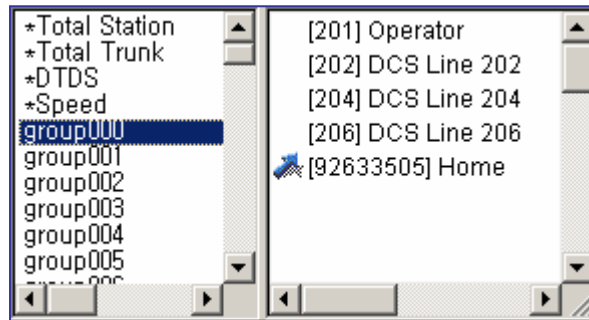 *Total Station
*Total Trunk
*DTDS
*Speed
group000
group001
group002
group003
group004
group005
[201] Operator
[202] DCS Line 202
[204] DCS Line 204
[206] DCS Line 206
[92633505] Home